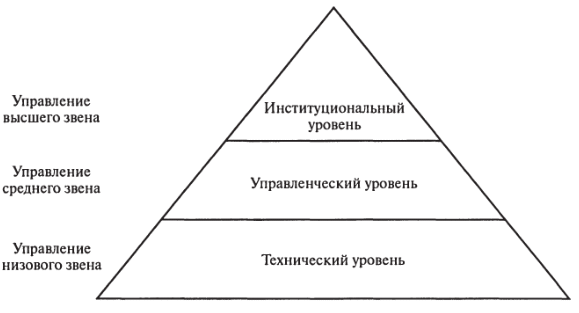 Управление
высшего звена
Институциональный
уровень
Управление
среднего звена
Управленческий уровень
Управление
низового звена
Технический уровень